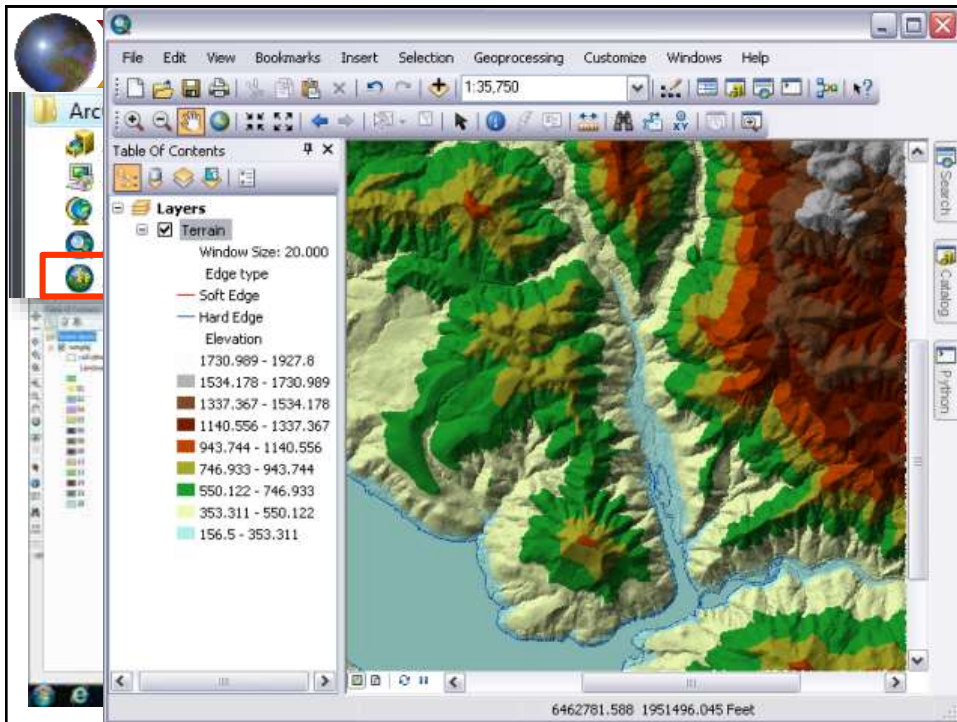 File Edit View Bookmarks Insert Selection Geoprocessing Customize Windows Help
1:35,750
Arc
Table Of Contents
Layers
Terrain
Window Size: 20.000
Edge type
Soft Edge
Hard Edge
Elevation
1730.989 - 1927.8
1534.178 - 1730.989
1337.367 - 1534.178
1140.556 - 1337.367
943.744 - 1140.556
746.933 - 943.744
550.122 - 746.933
353.311 - 550.122
156.5 - 353.311
Search
Catalog
Python
6462781.588 1951496.045 Feet